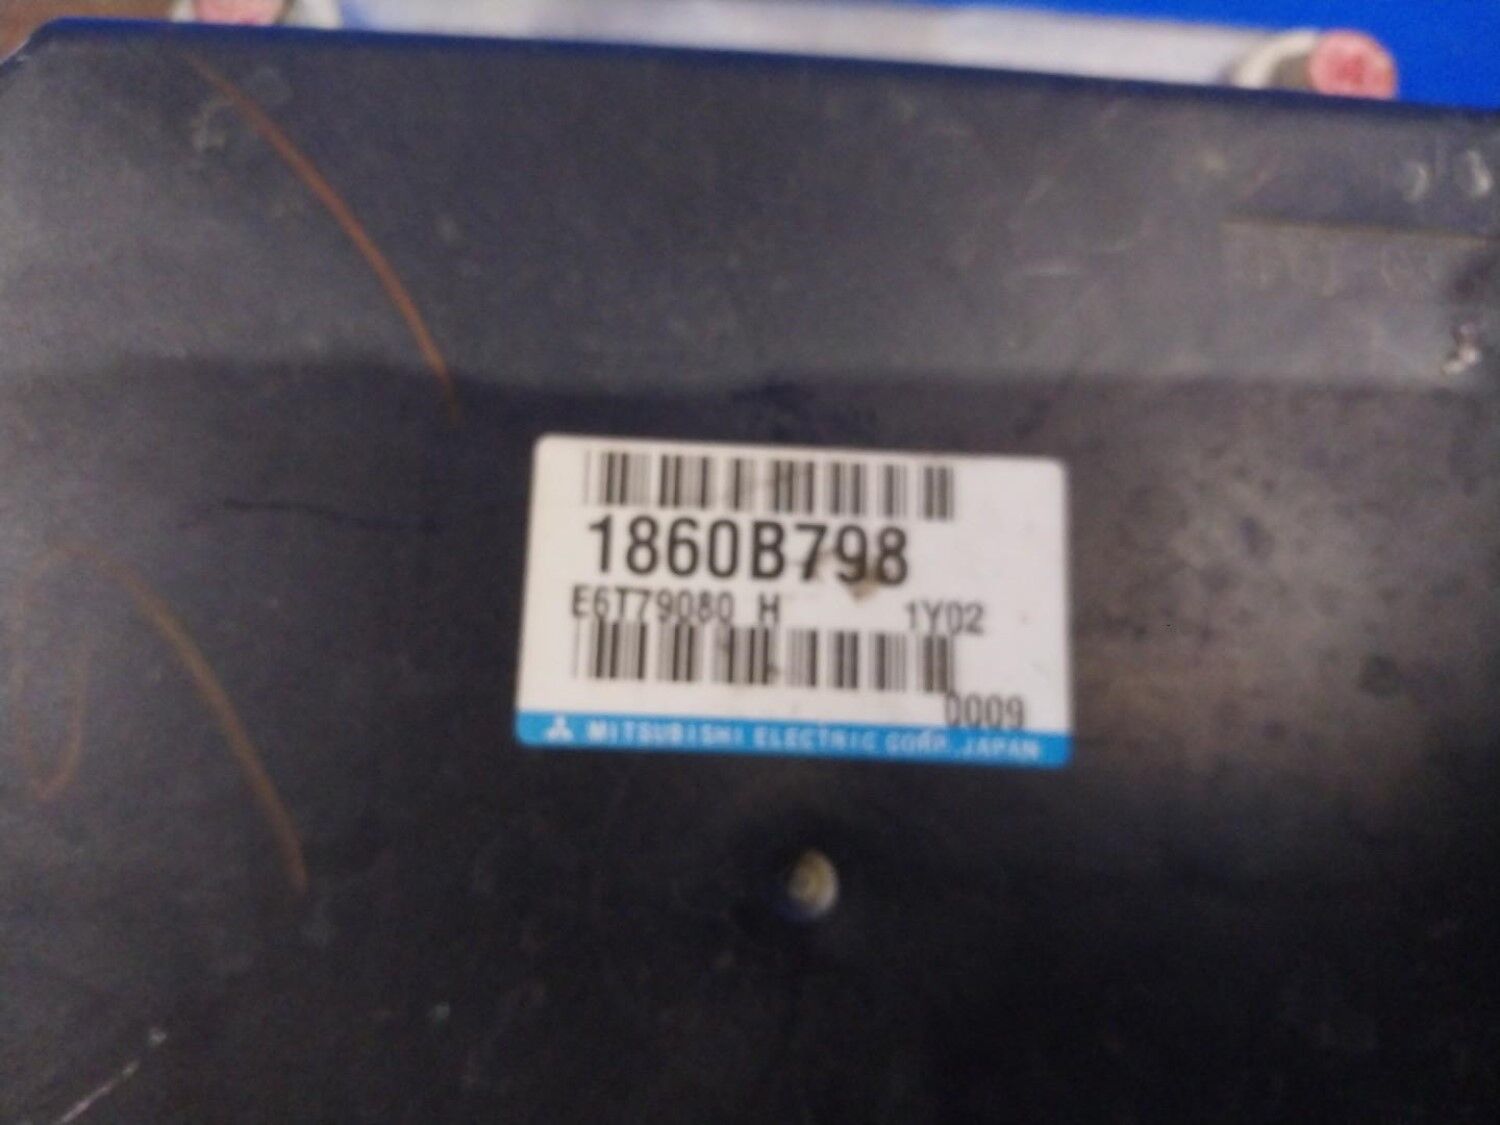 1860B798
E6T79080 H 1Y02
0009
MITSUBISHI ELECTRIC CORP. JAPAN